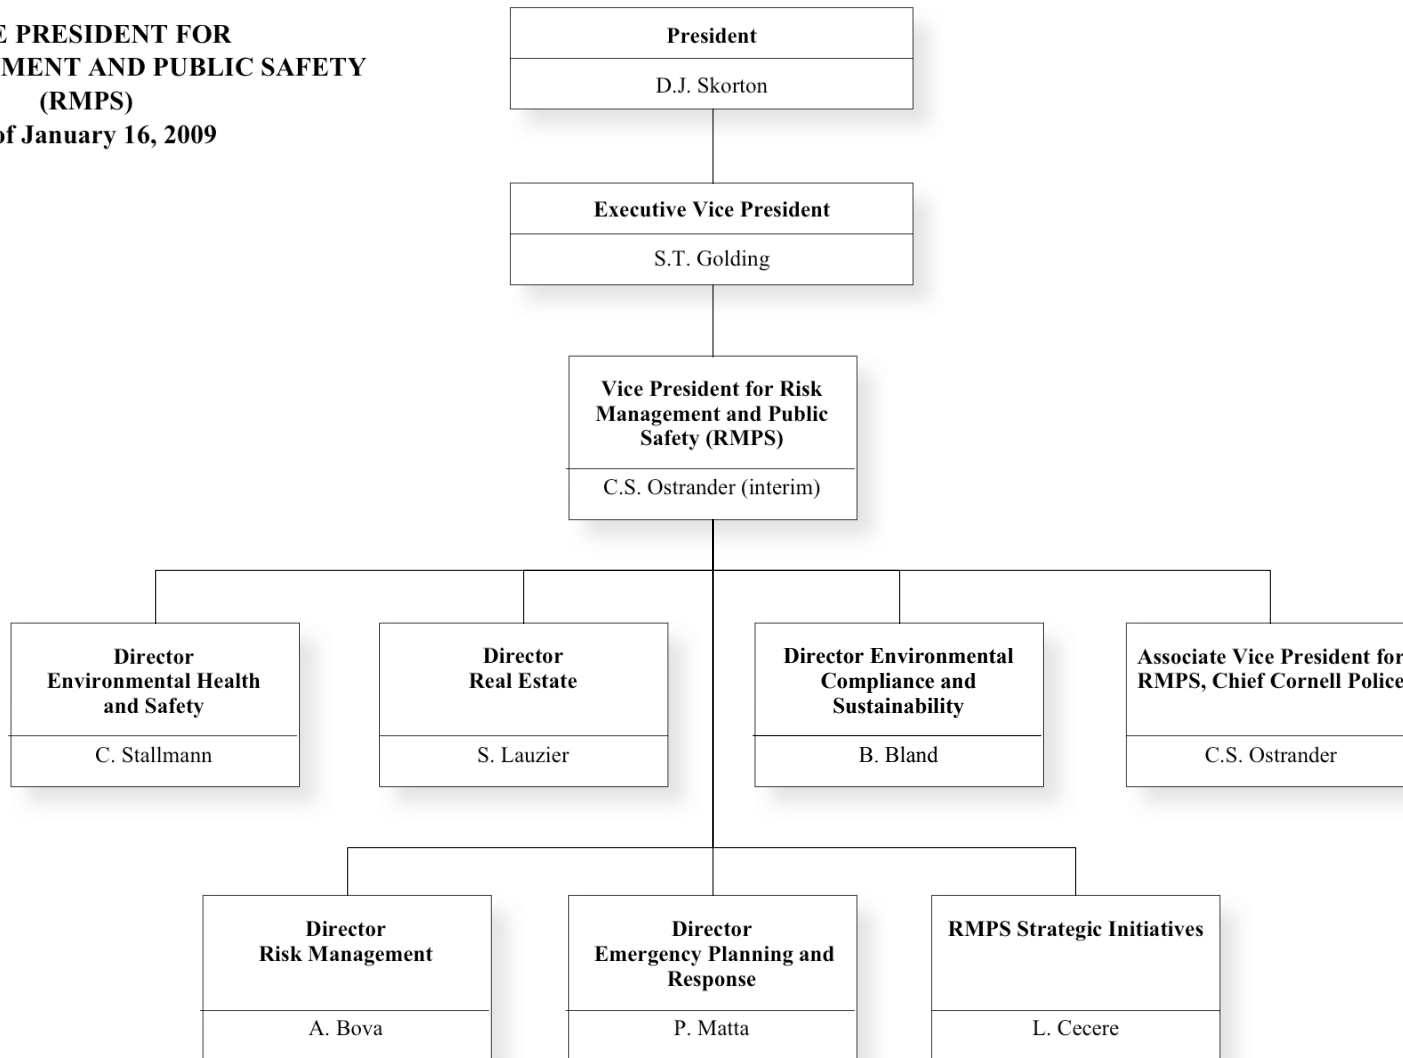 PRESIDENT FOR
AND PUBLIC SAFETY
(RMPS)
of January 16, 2009
President
D.J. Skorton
Executive Vice President
S.T. Golding
Vice President for Risk
Management and Public
Safety (RMPS)
C.S. Ostrander (interim)
Director
Environmental Health
and Safety
C. Stallmann
Director
Real Estate
S. Lauzier
Director Environmental
Compliance and
Sustainability
B. Bland
Associate Vice President for
RMPS, Chief Cornell Police
C.S. Ostrander
Director
Risk Management
A. Bova
Director
Emergency Planning and
Response
P. Matta
RMPS Strategic Initiatives
L. Cecere